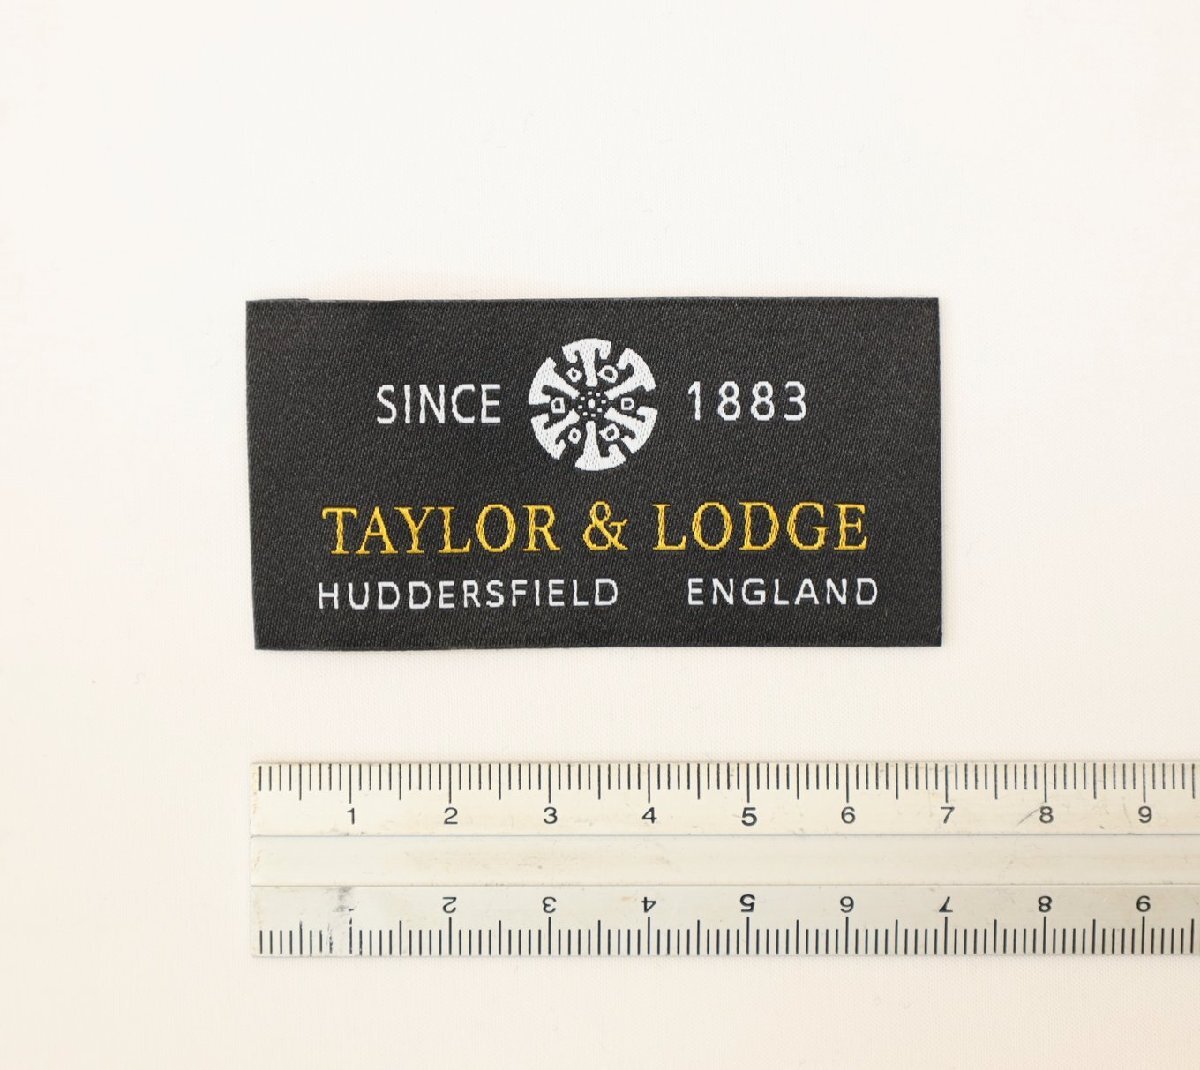 SINCE 1883
TAYLOR & LODGE
HUDDERSFIELD ENGLAND
1 2 3 4 5 6 7 8 9
2 3 4 5 6 7 8 9